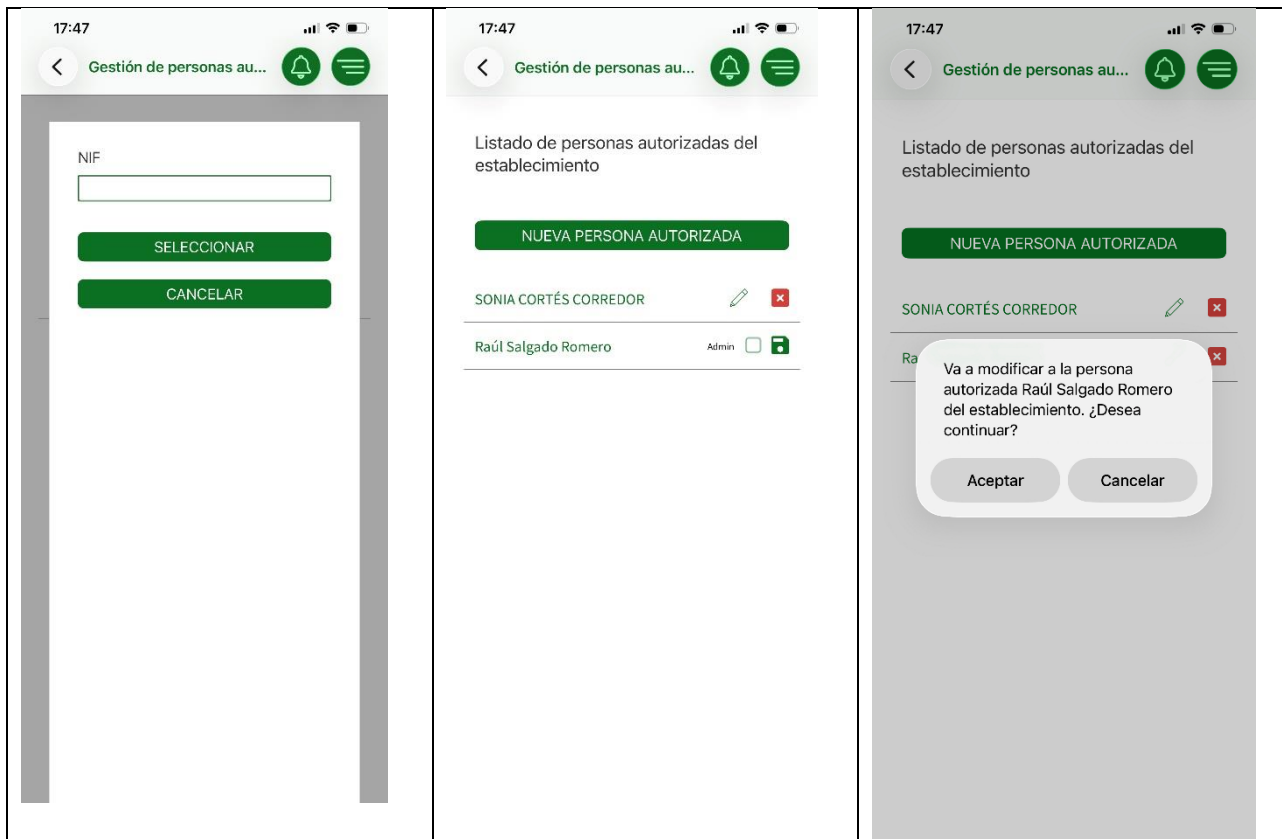 17:47
Gestión de personas au...
NIF
SELECCIONAR
CANCELAR
17:47
Gestión de personas au...
Listado de personas autorizadas del
establecimiento
NUEVA PERSONA AUTORIZADA
SONIA CORTÉS CORREDOR
Raúl Salgado Romero Admin
17:47
Gestión de personas au...
Listado de personas autorizadas del
establecimiento
NUEVA PERSONA AUTORIZADA
SONIA CORTÉS CORREDOR
Ra
Va a modificar a la persona
autorizada Raúl Salgado Romero
del establecimiento. ¿Desea
continuar?
Aceptar Cancelar